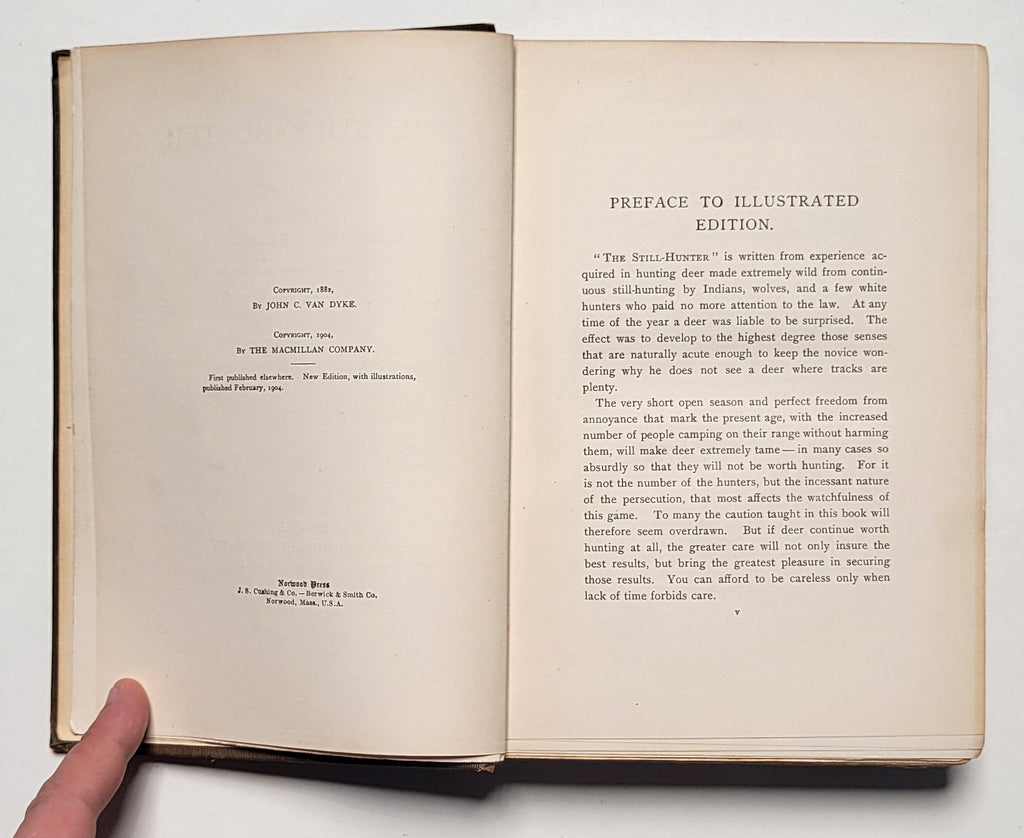 Copyright, 1882,
By JOHN C. VAN DYKE.
Copyright, 1904,
By THE MACMILLAN COMPANY.
First published elsewhere. New Edition, with illustrations,
published February, 1904.
Norwood Press
J. S. Cushing & Co.—Berwick & Smith Co.
Norwood, Mass., U.S.A.
PREFACE TO ILLUSTRATED
EDITION.
"The Still-Hunter" is written from experience ac-
quired in hunting deer made extremely wild from contin-
uous still-hunting by Indians, wolves, and a few white
hunters who paid no more attention to the law. At any
time of the year a deer was liable to be surprised. The
effect was to develop to the highest degree those senses
that are naturally acute enough to keep the novice won-
dering why he does not see a deer where tracks are
plenty.
The very short open season and perfect freedom from
annoyance that mark the present age, with the increased
number of people camping on their range without harming
them, will make deer extremely tame—in many cases so
absurdly so that they will not be worth hunting. For it
is not the number of the hunters, but the incessant nature
of the persecution, that most affects the watchfulness of
this game. To many the caution taught in this book will
therefore seem overdrawn. But if deer continue worth
hunting at all, the greater care will not only insure the
best results, but bring the greatest pleasure in securing
those results. You can afford to be careless only when
lack of time forbids care.
v